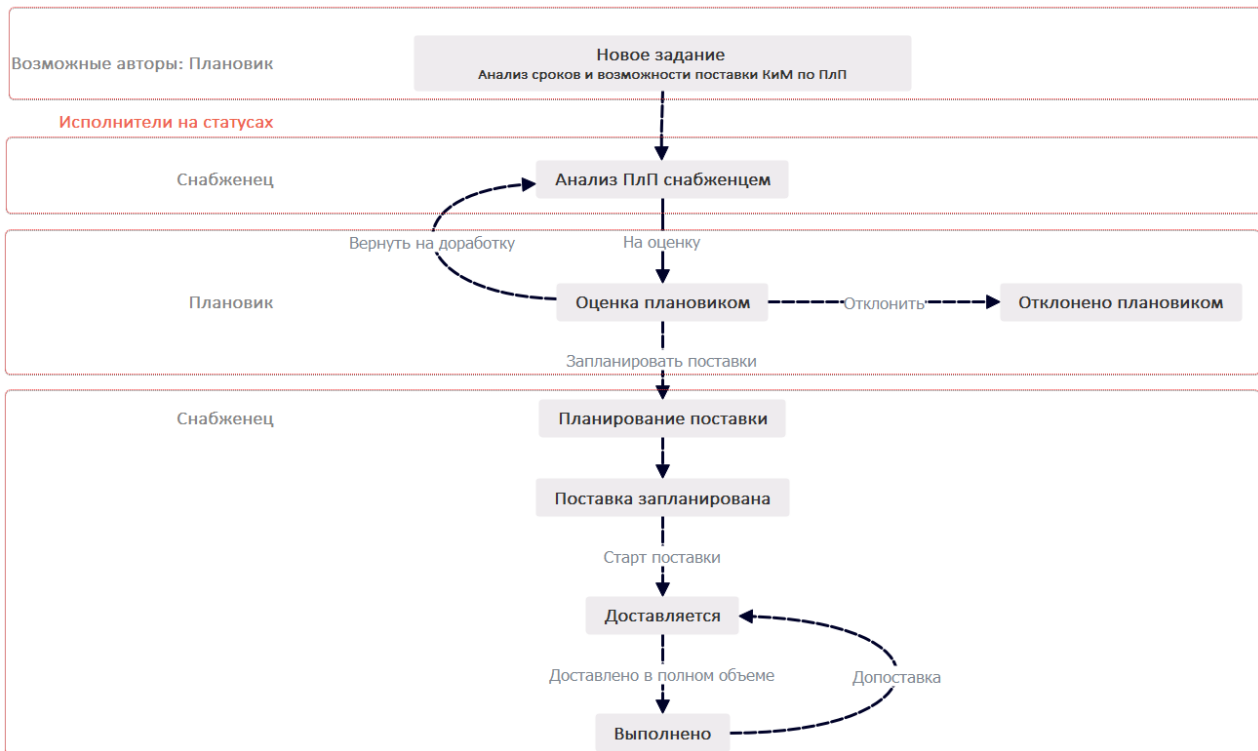 Возможные авторы: Плановик
Новое задание
Анализ сроков и возможности поставки КиМ по ПлП
Исполнители на статусах
Снабженец
Анализ ПлП снабженцем
Вернуть на доработку
На оценку
Плановик
Оценка плановиком
Отклонить
Отклонено плановиком
Запланировать поставки
Снабженец
Планирование поставки
Поставка запланирована
Старт поставки
Доставляется
Доставлено в полном объеме
Допоставка
Выполнено